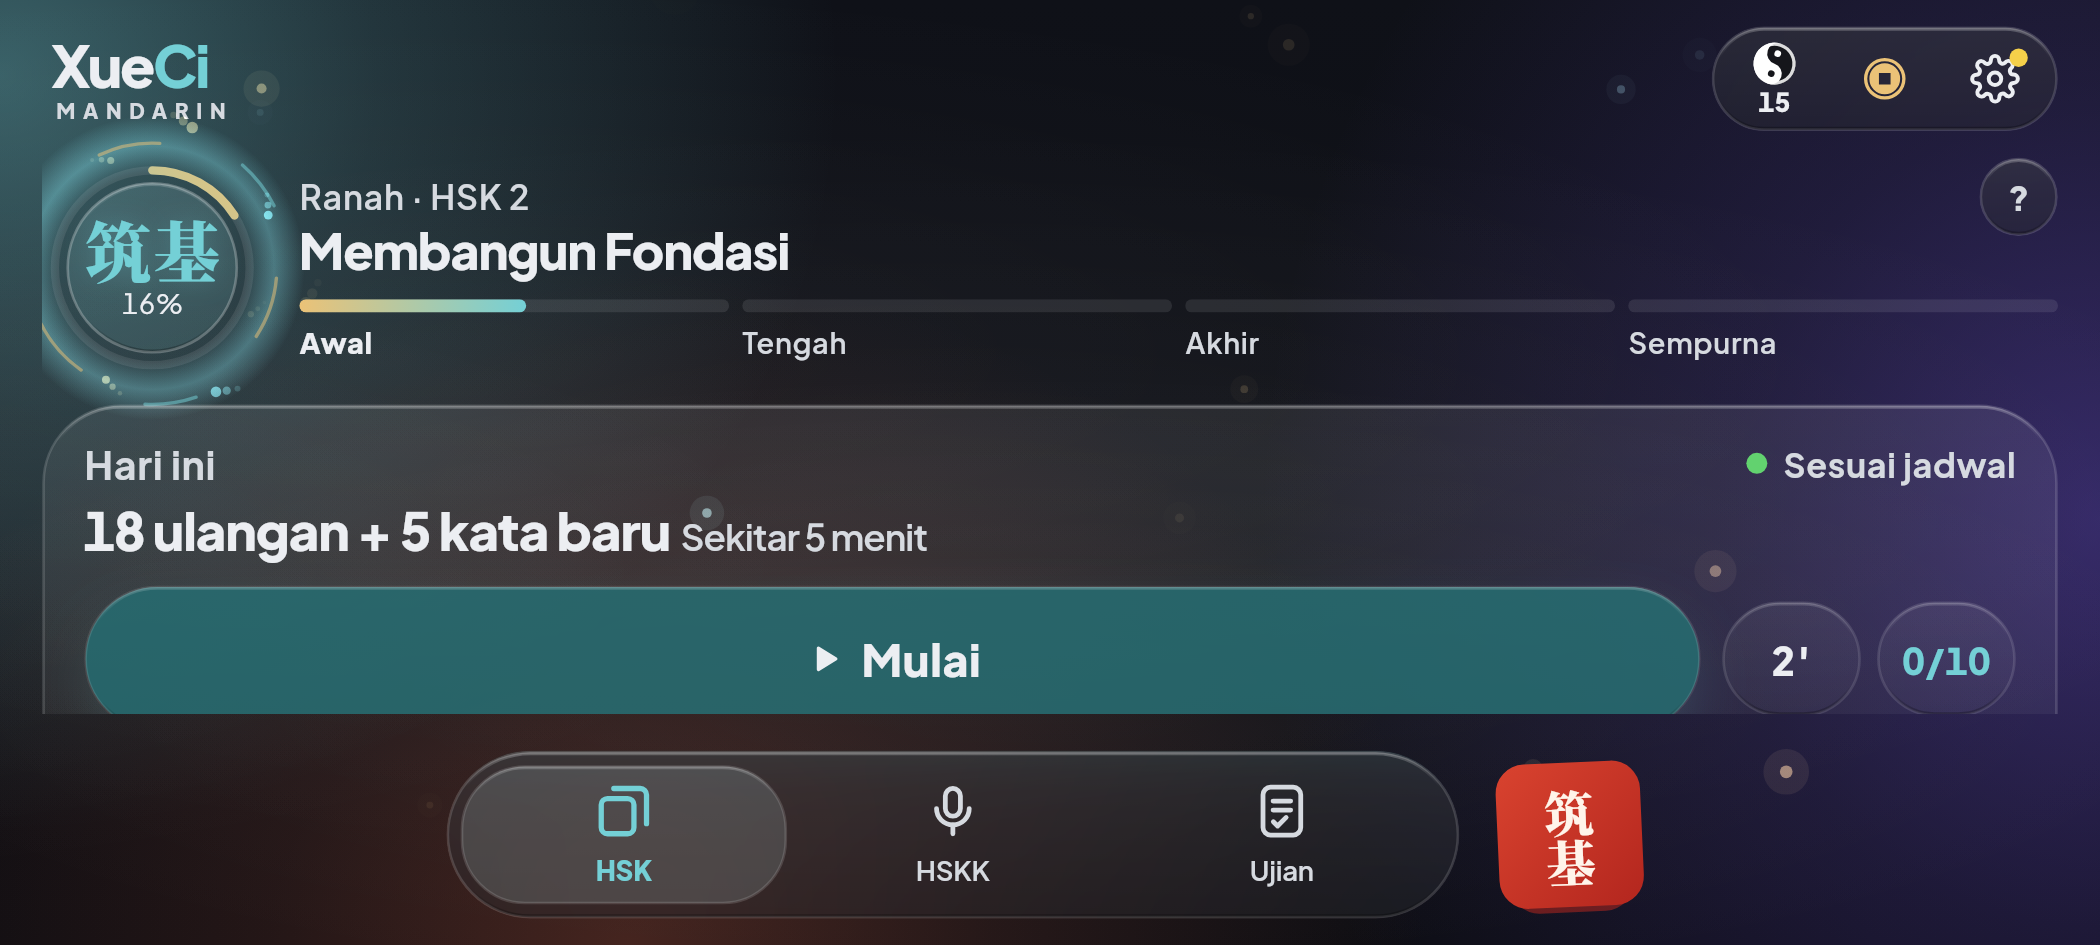 XueCi
MANDARIN
15
筑基
16%
Ranah · HSK 2
Membangun Fondasi
?
Awal
Tengah
Akhir
Sempurna
Hari ini
Sesuai jadwal
18 ulangan + 5 kata baru Sekitar 5 menit
Mulai
2'
0/10
HSK
HSKK
Ujian
筑
基